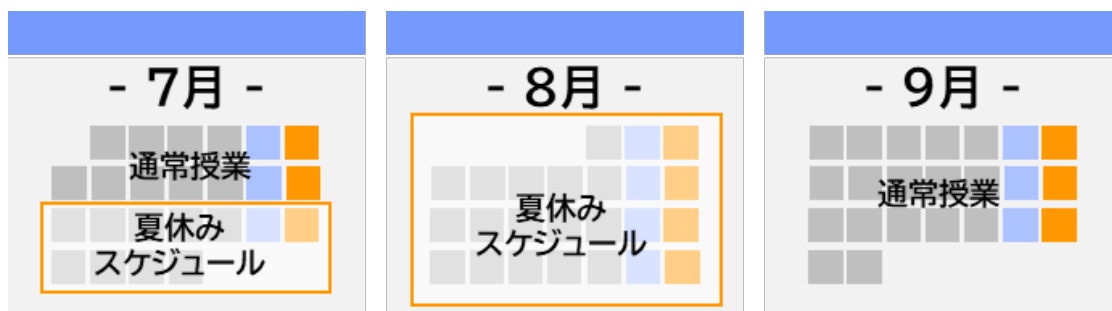 - 7月 -
通常授業
夏休み
スケジュール
- 8月 -
夏休み
スケジュール
- 9月 -
通常授業